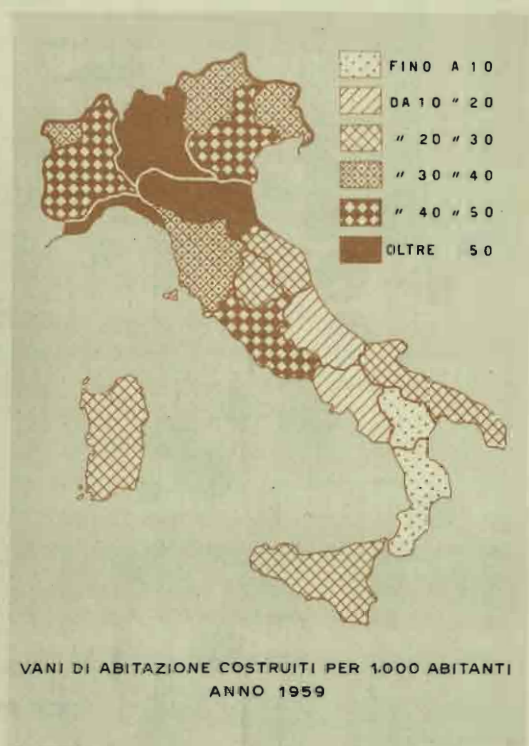 FINO A 10
DA 10 " 20
" 20 " 30
" 30 " 40
" 40 " 50
OLTRE 50
VANI DI ABITAZIONE COSTRUITI PER 1.000 ABITANTI
ANNO 1959